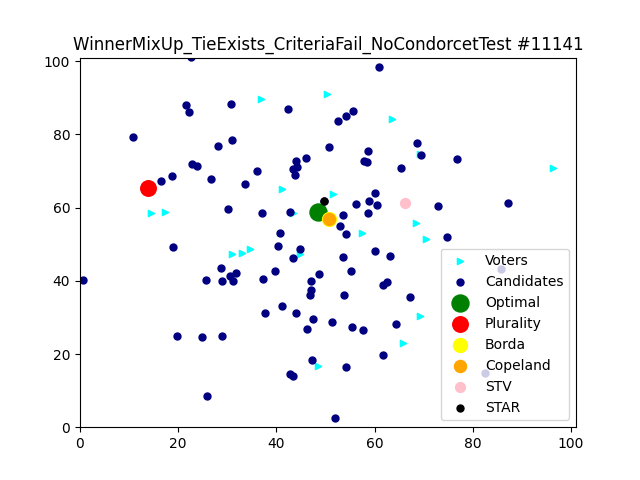 WinnerMixUp_TieExists_CriteriaFail_NoCondorcetTest #11141
100
80
60
40
20
0
0 20 40 60 80 100
Voters
Candidates
Optimal
Plurality
Borda
Copeland
STV
STAR